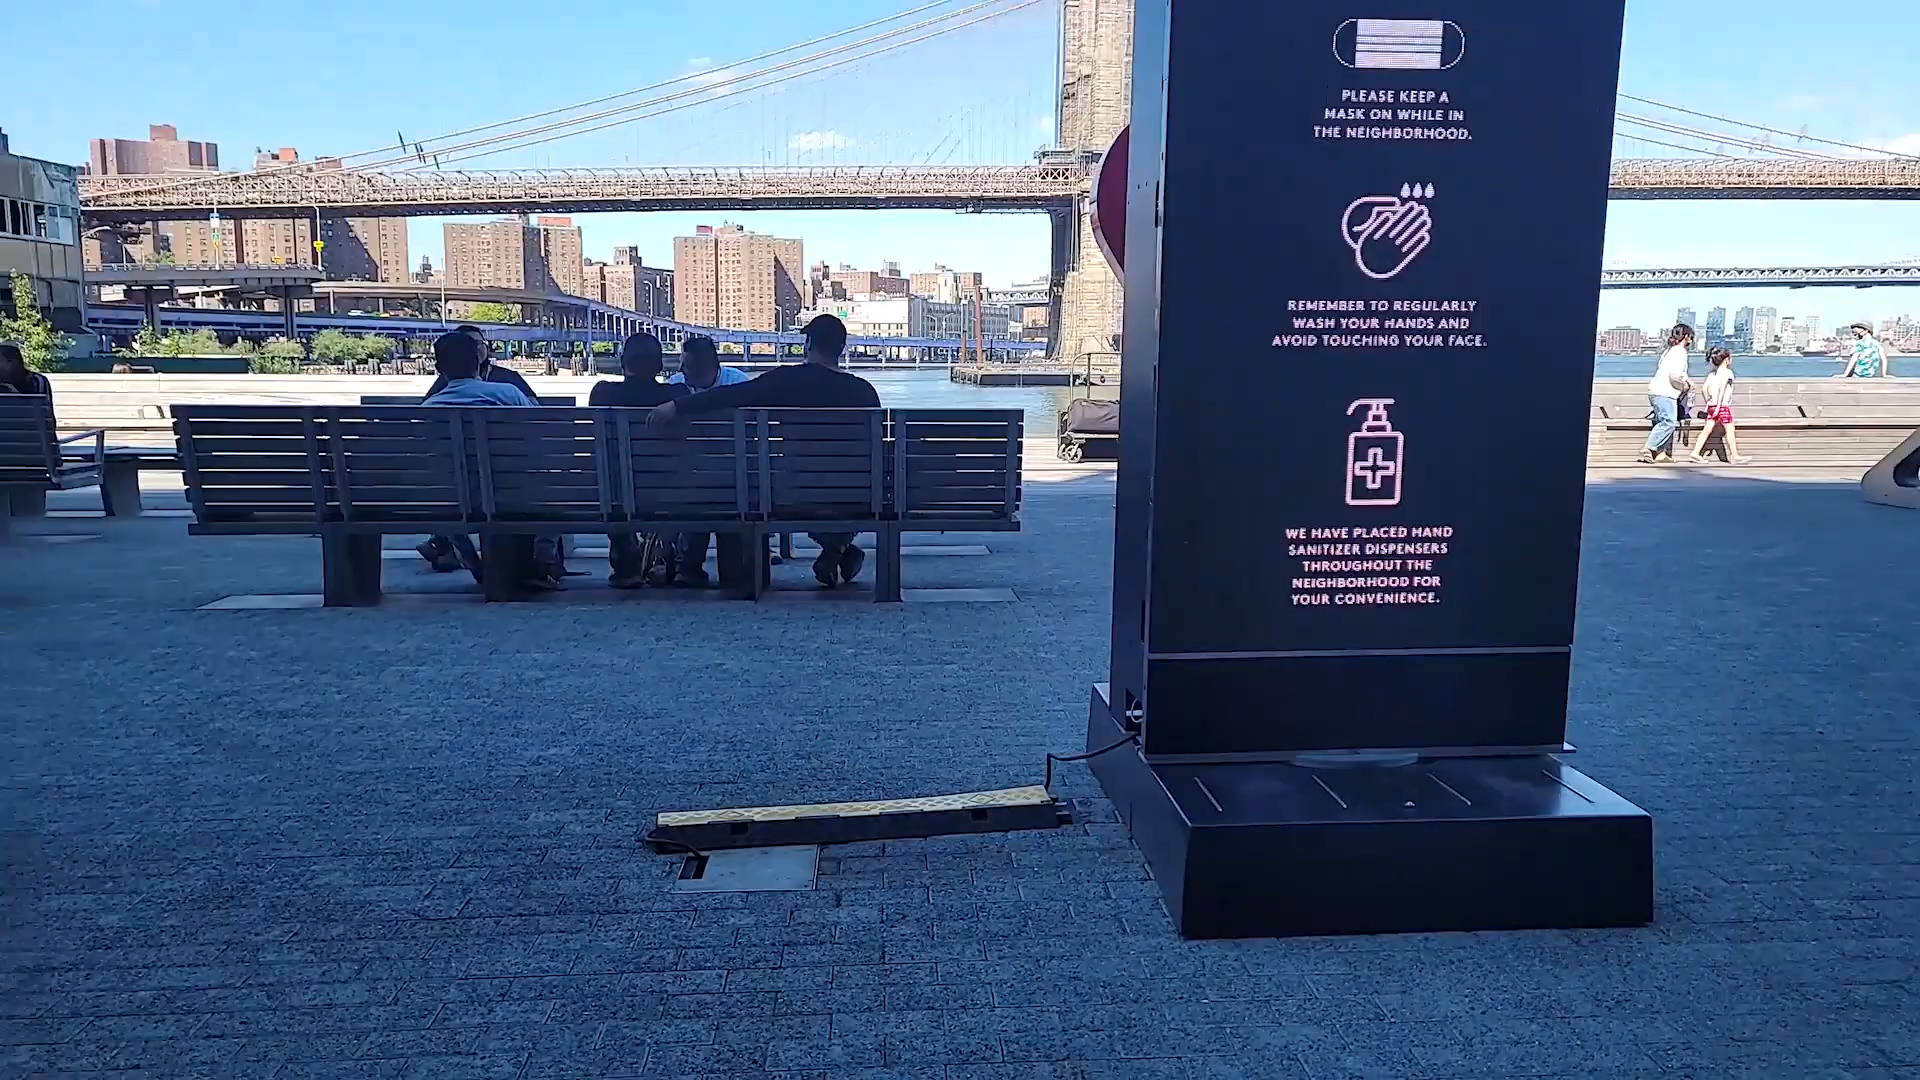 PLEASE KEEP A
MASK ON WHILE IN
THE NEIGHBORHOOD.
REMEMBER TO REGULARLY
WASH YOUR HANDS AND
AVOID TOUCHING YOUR FACE.
WE HAVE PLACED HAND
SANITIZER DISPENSERS
THROUGHOUT THE
NEIGHBORHOOD FOR
YOUR CONVENIENCE.